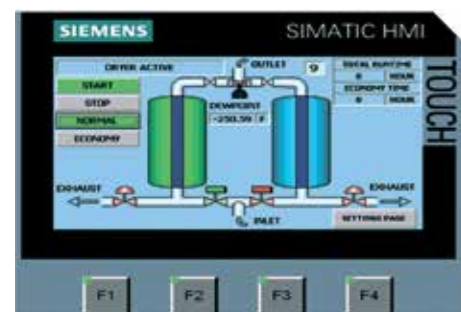 SIEMENS
SIMATIC HMI
TOUCH
DRYER ACTIVE
OUTLET
9
TOTAL RUNTIME
0 HOUR
ECONOMY TIME
0 HOUR
START
STOP
NORMAL
ECONOMY
DEWPOINT
-250.59 F
EXHAUST
EXHAUST
INLET
SETTINGS PAGE
F1
F2
F3
F4